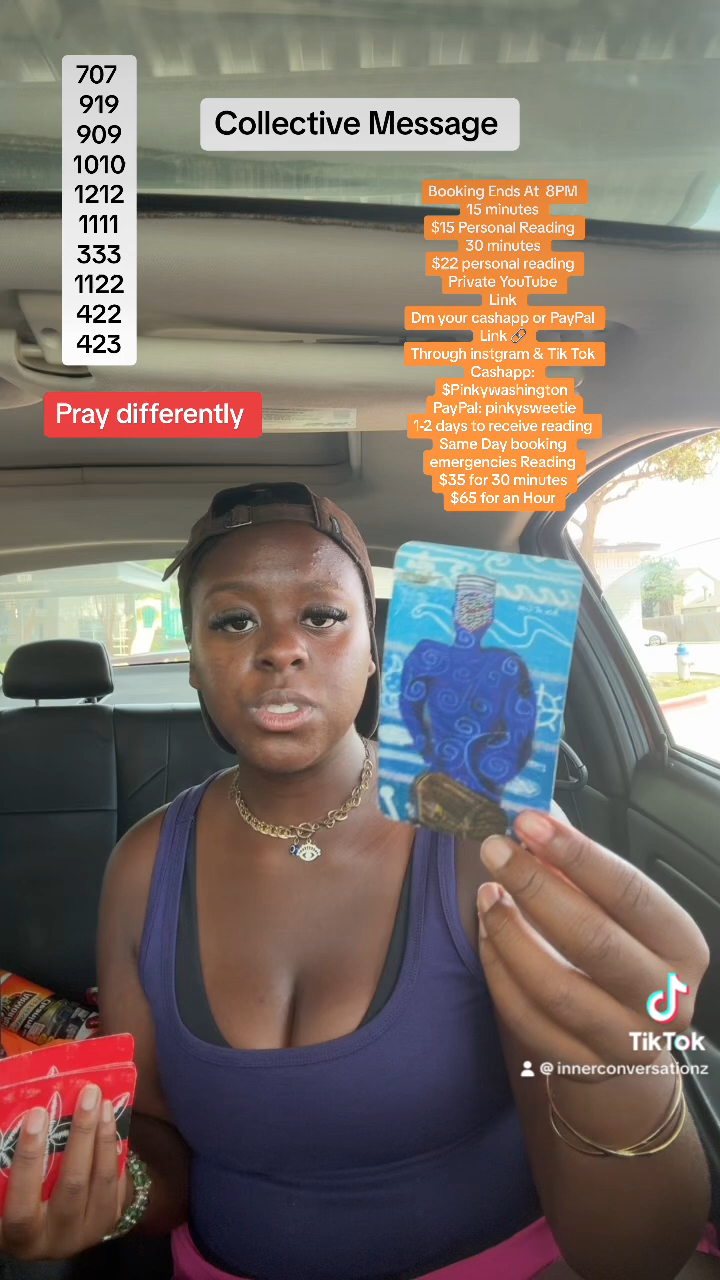 707
919
909
1010
1212
1111
333
1122
422
423
Collective Message
Booking Ends At 8PM
15 minutes
$15 Personal Reading
30 minutes
$22 personal reading
Private YouTube
Link
Dm your cashapp or PayPal
Link 🔗
Through instgram & Tik Tok
Cashapp:
$Pinkywashington
PayPal: pinkysweetie
1-2 days to receive reading
Same Day booking
emergencies Reading
$35 for 30 minutes
$65 for an Hour
Pray differently
TikTok
@innerconversationz